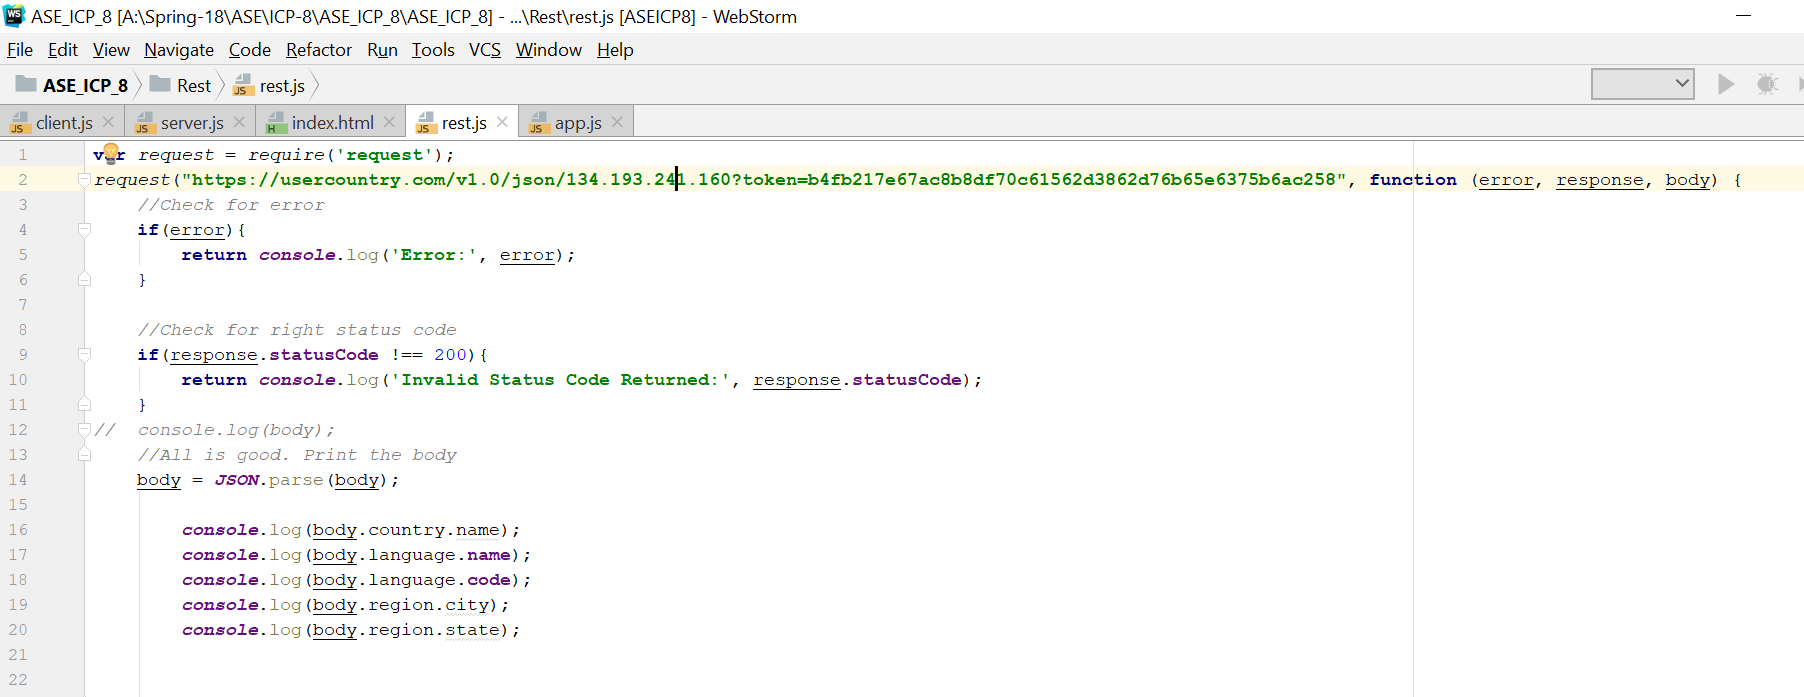 ASE_ICP_8 [A:\Spring-18\ASE\ICP-8\ASE_ICP_8\ASE_ICP_8] - ...\Rest\rest.js [ASEICP8] - WebStorm
File Edit View Navigate Code Refactor Run Tools VCS Window Help
ASE_ICP_8 Rest rest.js
client.js server.js index.html rest.js app.js
1 var request = require('request');
2 request("https://usercountry.com/v1.0/json/134.193.241.160?token=b4fb217e67ac8b8df70c61562d3862d76b65e6375b6ac258", function (error, response, body) {
3 //Check for error
4 if(error){
5 return console.log('Error:', error);
6 }
7
8 //Check for right status code
9 if(response.statusCode !== 200){
10 return console.log('Invalid Status Code Returned:', response.statusCode);
11 }
12 // console.log(body);
13 //All is good. Print the body
14 body = JSON.parse(body);
15
16 console.log(body.country.name);
17 console.log(body.language.name);
18 console.log(body.language.code);
19 console.log(body.region.city);
20 console.log(body.region.state);
21
22